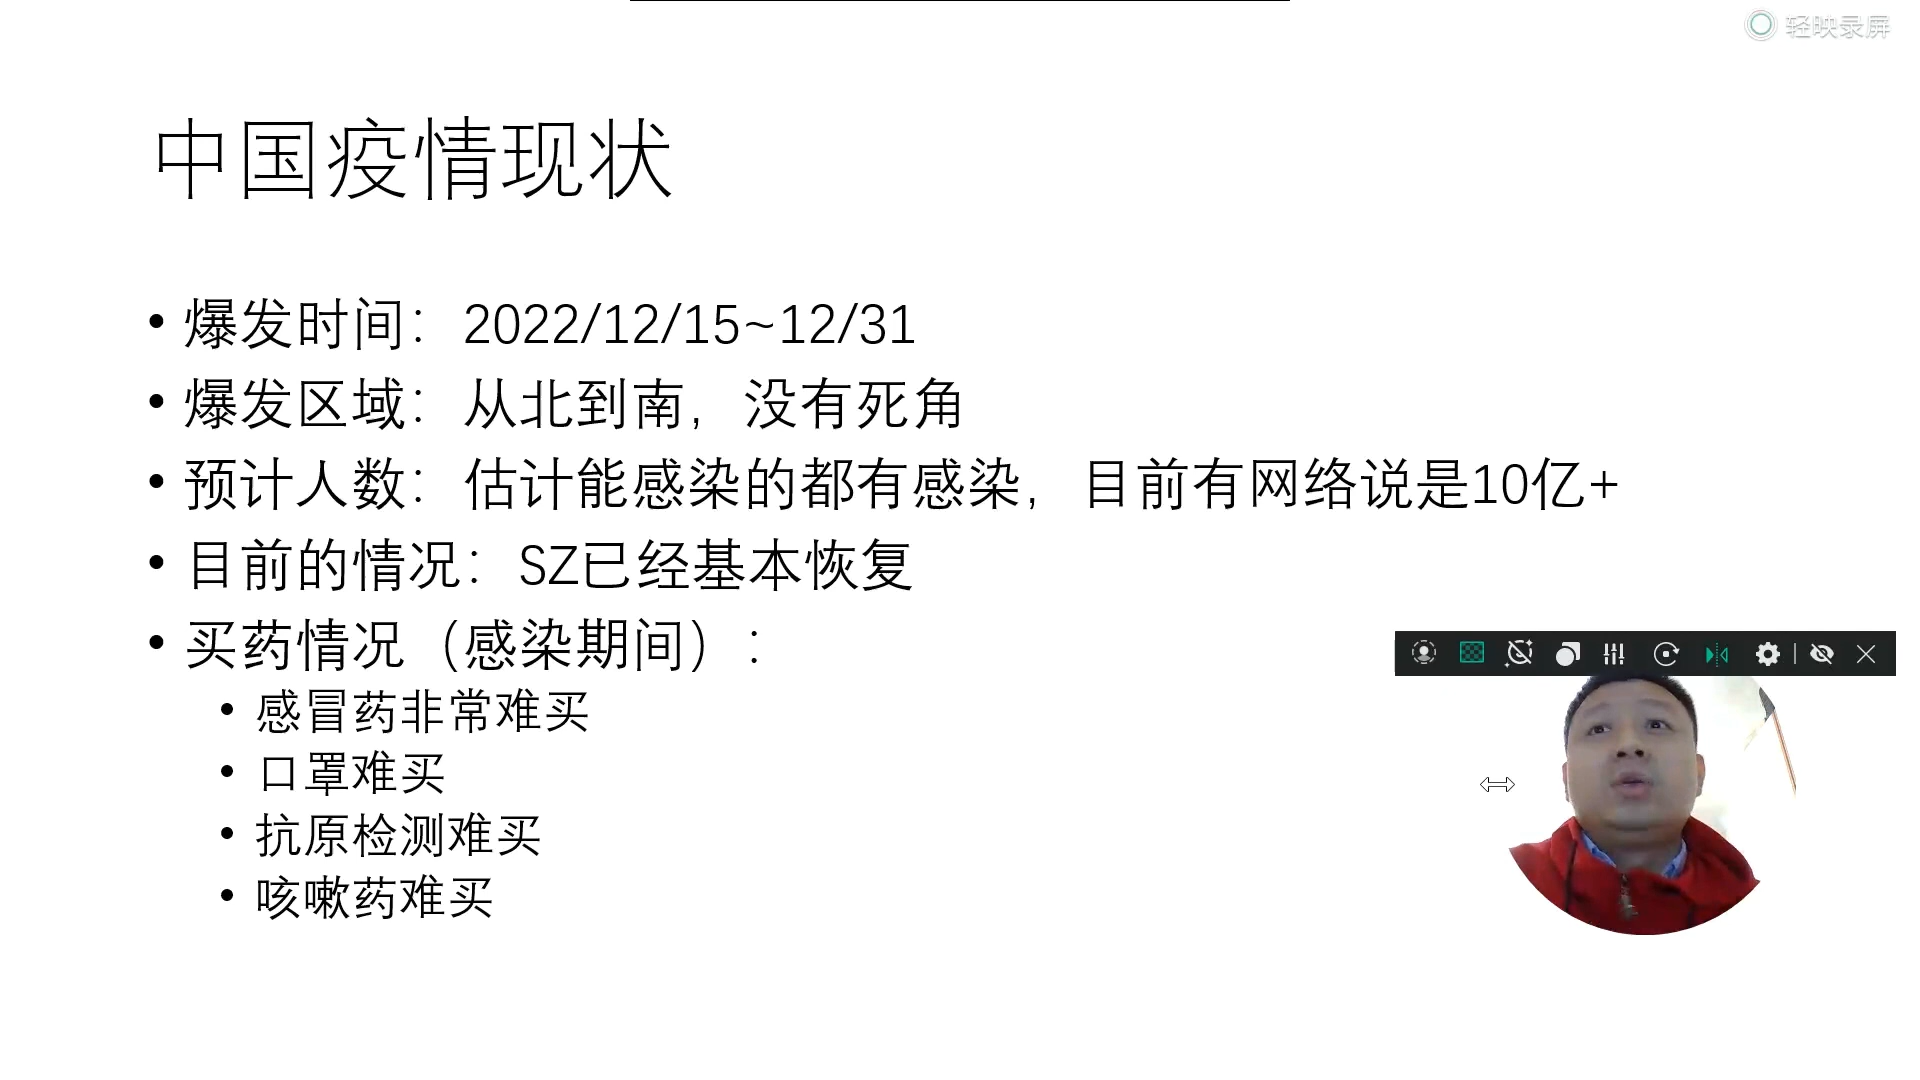 轻映录屏
中国疫情现状
• 爆发时间：2022/12/15~12/31
• 爆发区域：从北到南，没有死角
• 预计人数：估计能感染的都有感染，目前有网络说是10亿+
• 目前的情况：SZ已经基本恢复
• 买药情况（感染期间）：
• 感冒药非常难买
• 口罩难买
• 抗原检测难买
• 咳嗽药难买